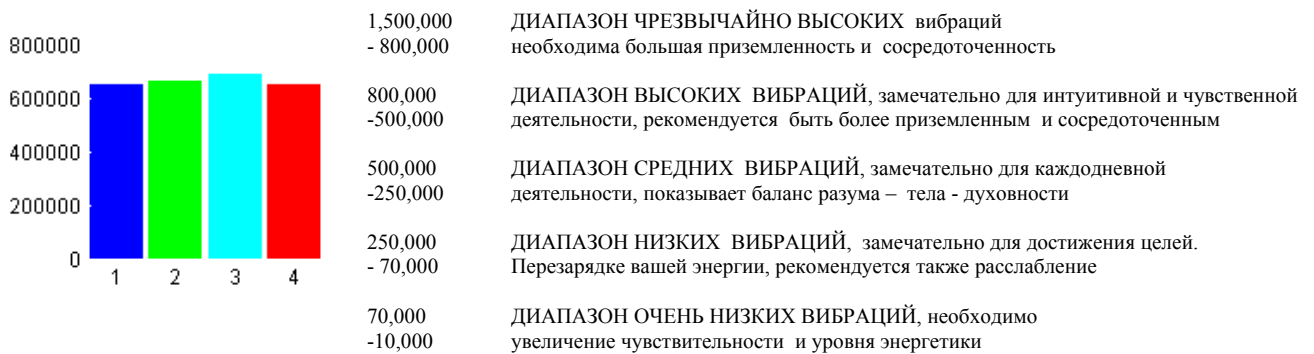 800000
600000
400000
200000
0
1 2 3 4
1,500,000 ДИАПАЗОН ЧРЕЗВЫЧАЙНО ВЫСОКИХ вибраций
- 800,000 необходима большая приземленность и сосредоточенность
800,000 ДИАПАЗОН ВЫСОКИХ ВИБРАЦИЙ, замечательно для интуитивной и чувственной
-500,000 деятельности, рекомендуется быть более приземленным и сосредоточенным
500,000 ДИАПАЗОН СРЕДНИХ ВИБРАЦИЙ, замечательно для каждодневной
-250,000 деятельности, показывает баланс разума – тела - духовности
250,000 ДИАПАЗОН НИЗКИХ ВИБРАЦИЙ, замечательно для достижения целей.
- 70,000 Перезарядке вашей энергии, рекомендуется также расслабление
70,000 ДИАПАЗОН ОЧЕНЬ НИЗКИХ ВИБРАЦИЙ, необходимо
-10,000 увеличение чувствительности и уровня энергетики